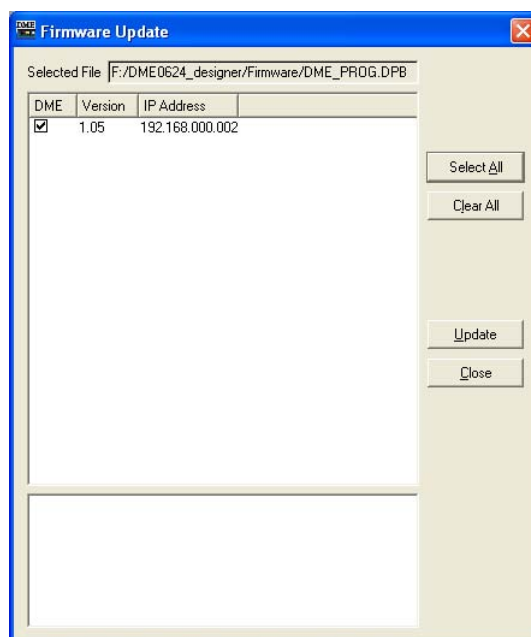 DME
Firmware Update
Selected File F:/DME0624_designer/Firmware/DME_PROG.DPB
DME Version IP Address
1.05 192.168.000.002
Select All
Clear All
Update
Close